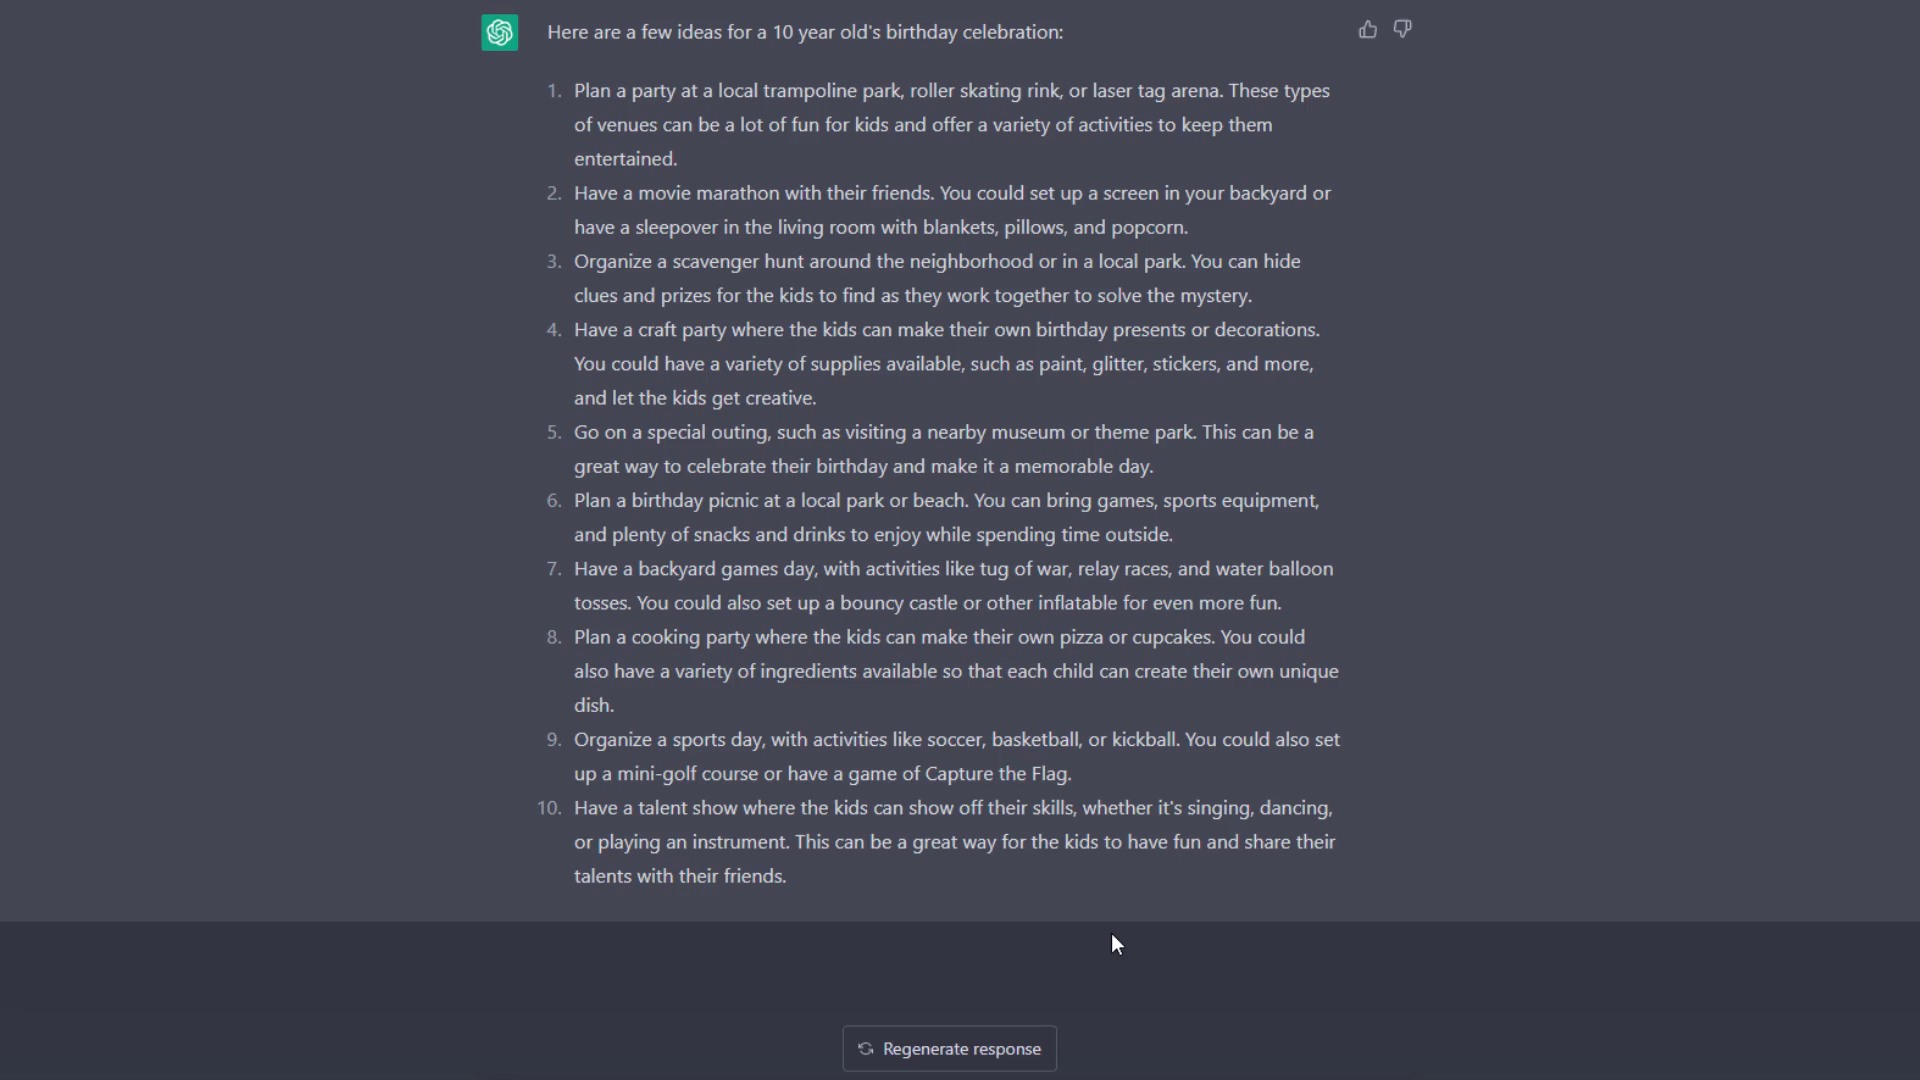 Here are a few ideas for a 10 year old's birthday celebration:
1. Plan a party at a local trampoline park, roller skating rink, or laser tag arena. These types
of venues can be a lot of fun for kids and offer a variety of activities to keep them
entertained.
2. Have a movie marathon with their friends. You could set up a screen in your backyard or
have a sleepover in the living room with blankets, pillows, and popcorn.
3. Organize a scavenger hunt around the neighborhood or in a local park. You can hide
clues and prizes for the kids to find as they work together to solve the mystery.
4. Have a craft party where the kids can make their own birthday presents or decorations.
You could have a variety of supplies available, such as paint, glitter, stickers, and more,
and let the kids get creative.
5. Go on a special outing, such as visiting a nearby museum or theme park. This can be a
great way to celebrate their birthday and make it a memorable day.
6. Plan a birthday picnic at a local park or beach. You can bring games, sports equipment,
and plenty of snacks and drinks to enjoy while spending time outside.
7. Have a backyard games day, with activities like tug of war, relay races, and water balloon
tosses. You could also set up a bouncy castle or other inflatable for even more fun.
8. Plan a cooking party where the kids can make their own pizza or cupcakes. You could
also have a variety of ingredients available so that each child can create their own unique
dish.
9. Organize a sports day, with activities like soccer, basketball, or kickball. You could also set
up a mini-golf course or have a game of Capture the Flag.
10. Have a talent show where the kids can show off their skills, whether it's singing, dancing,
or playing an instrument. This can be a great way for the kids to have fun and share their
talents with their friends.
Regenerate response